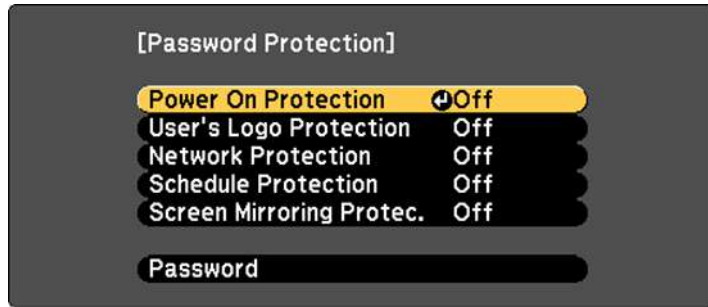 [Password Protection]
Power On Protection Off
User's Logo Protection Off
Network Protection Off
Schedule Protection Off
Screen Mirroring Protec. Off
Password